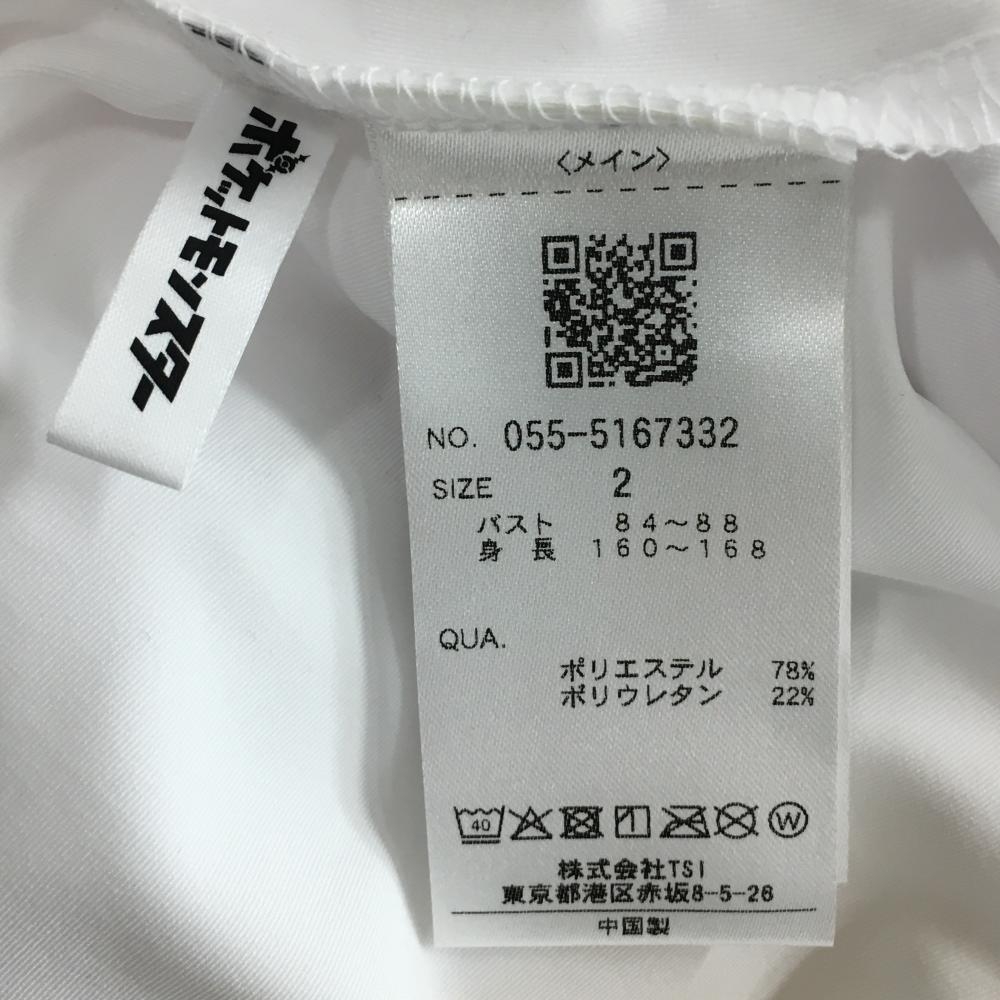 ポケットモンスター
〈メイン〉
NO. 055-5167332
SIZE 2
バスト 84～88
身長 160～168
QUA.
ポリエステル 78%
ポリウレタン 22%
40
W
株式会社TSI
東京都港区赤坂8-5-26
中国製